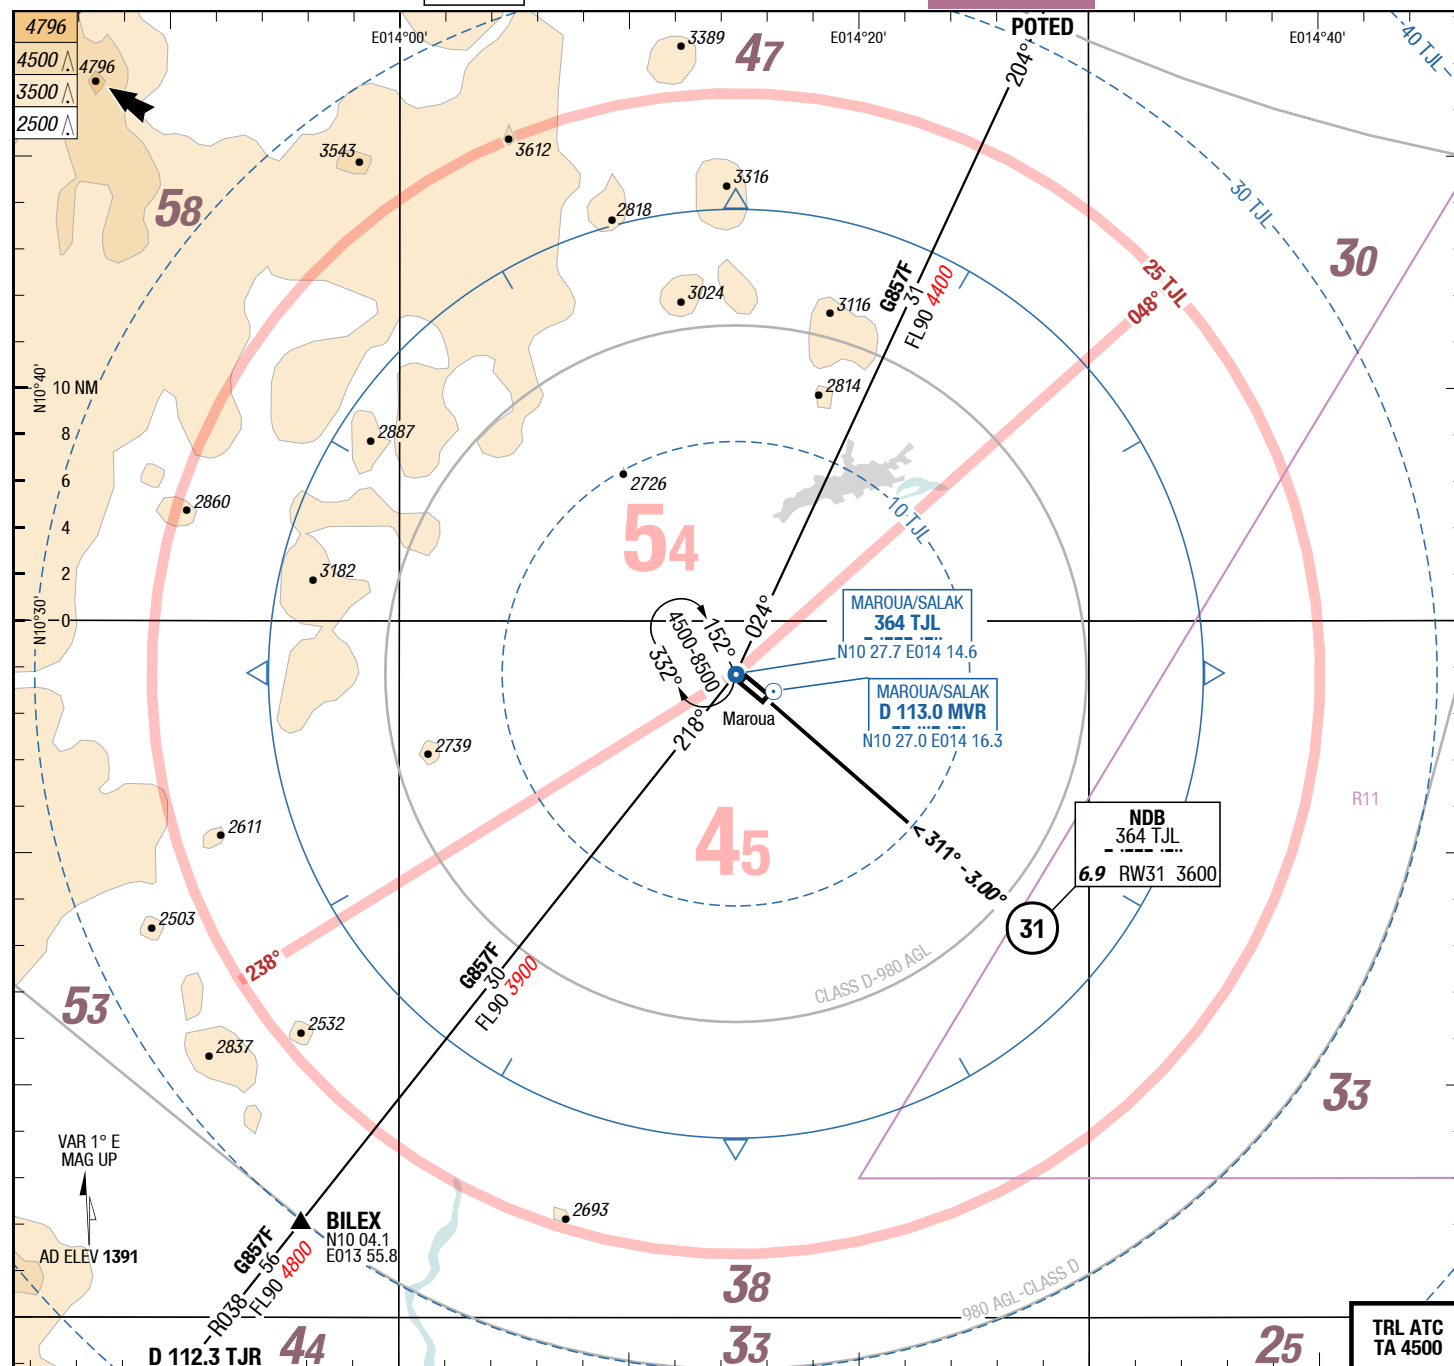 4796
4500
3500
2500
4796
E014°00'
3389
47
E014°20'
POTED
E014°40'
40 TJL
204°
3543
3612
3316
2818
58
30 TJL
30
25 TJL
048°
3024
3116
G857F
31
FL90 4400
N10°40'
10 NM
8
6
4
2
0
N10°30'
2814
2887
2726
2860
54
10 TJL
3182
024°
152°
4500-8500
332°
218°
MAROUA/SALAK
364 TJL
N10 27.7 E014 14.6
MAROUA/SALAK
D 113.0 MVR
N10 27.0 E014 16.3
Maroua
2739
R11
NDB
364 TJL
6.9 RW31 3600
2611
45
< 311° - 3.00°
31
2503
238°
G857F
30
FL90 3900
CLASS D-980 AGL
53
2532
2837
33
VAR 1° E
MAG UP
AD ELEV 1391
2693
BILEX
N10 04.1
E013 55.8
G857F
56
FL90 4800
R038
D 112.3 TJR
44
38
33
980 AGL-CLASS D
25
TRL ATC
TA 4500